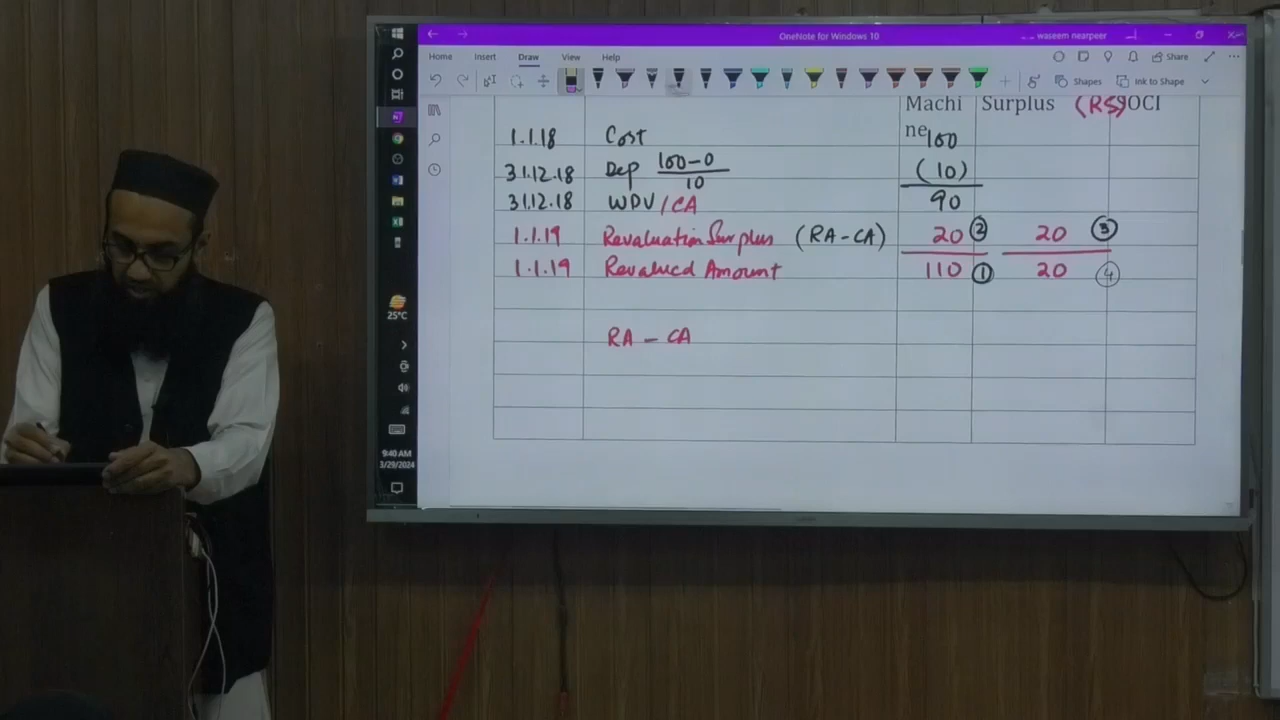 OneNote for Windows 10
waseem nearpeer
Home Insert Draw View Help
Share
Shapes Ink to Shape
Machi
ne
Surplus (RS) OCI
1.1.18 Cost 100
31.12.18 Dep 100-0/10 (10)
31.12.18 WDV/CA 90
1.1.19 Revaluation Surplus (RA-CA) 20 ② 20 ③
1.1.19 Revalued Amount 110 ① 20 ④
RA - CA
25°C
9:40 AM
3/29/2024